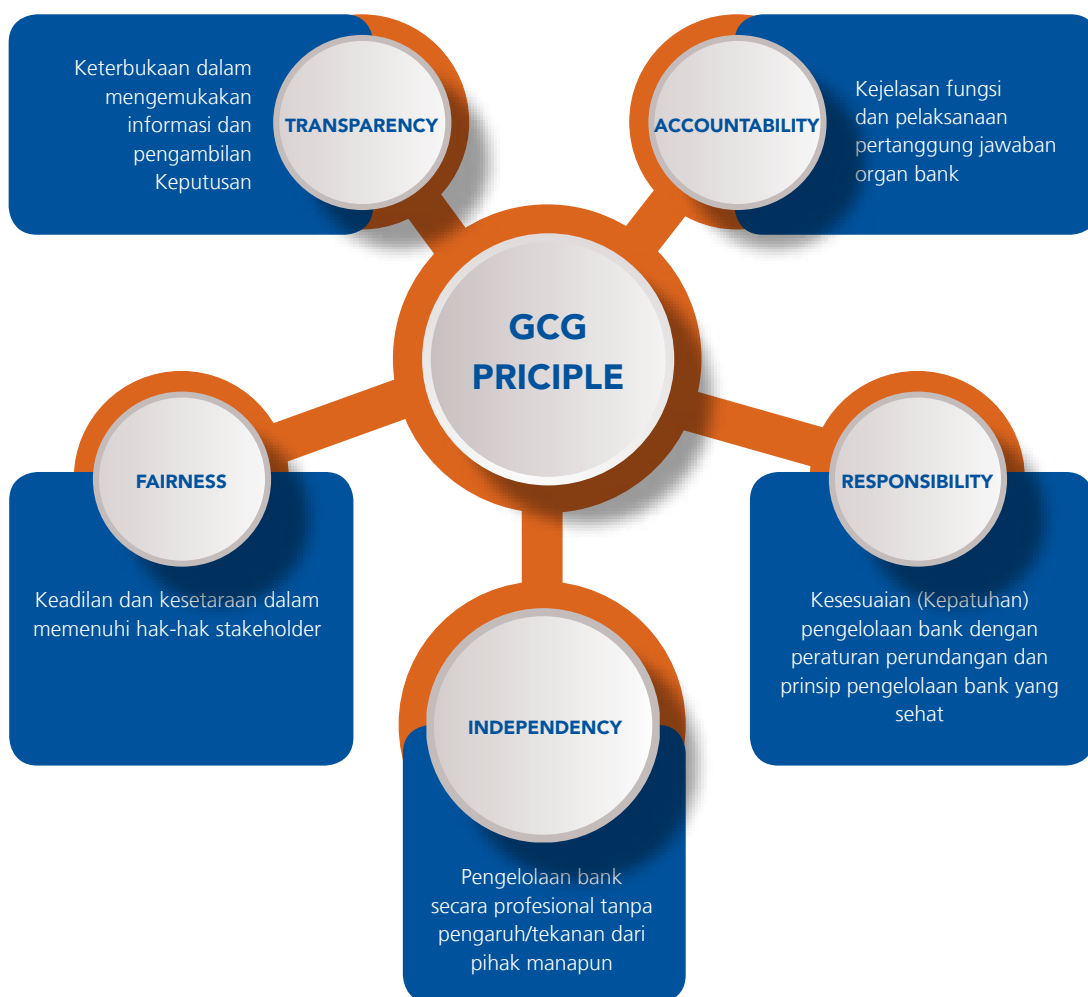 TRANSPARENCY
Keterbukaan dalam
mengemukakan
informasi dan
pengambilan
Keputusan
ACCOUNTABILITY
Kejelasan fungsi
dan pelaksanaan
pertanggung jawaban
organ bank
GCG
PRICIPLE
FAIRNESS
Keadilan dan kesetaraan dalam
memenuhi hak-hak stakeholder
RESPONSIBILITY
Kesesuaian (Kepatuhan)
pengelolaan bank dengan
peraturan perundangan dan
prinsip pengelolaan bank yang
sehat
INDEPENDENCY
Pengelolaan bank
secara profesional tanpa
pengaruh/tekanan dari
pihak manapun